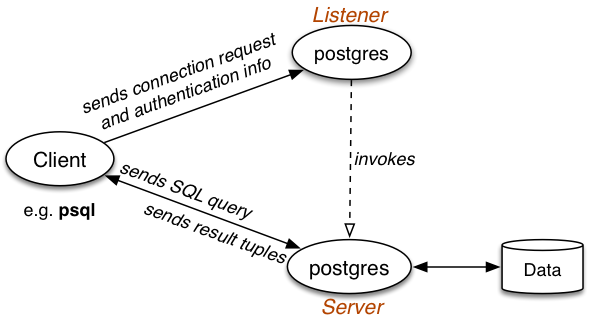 Listener
postgres
sends connection request
and authentication info
Client
invokes
e.g. psql
sends SQL query
sends result tuples
postgres
Data
Server